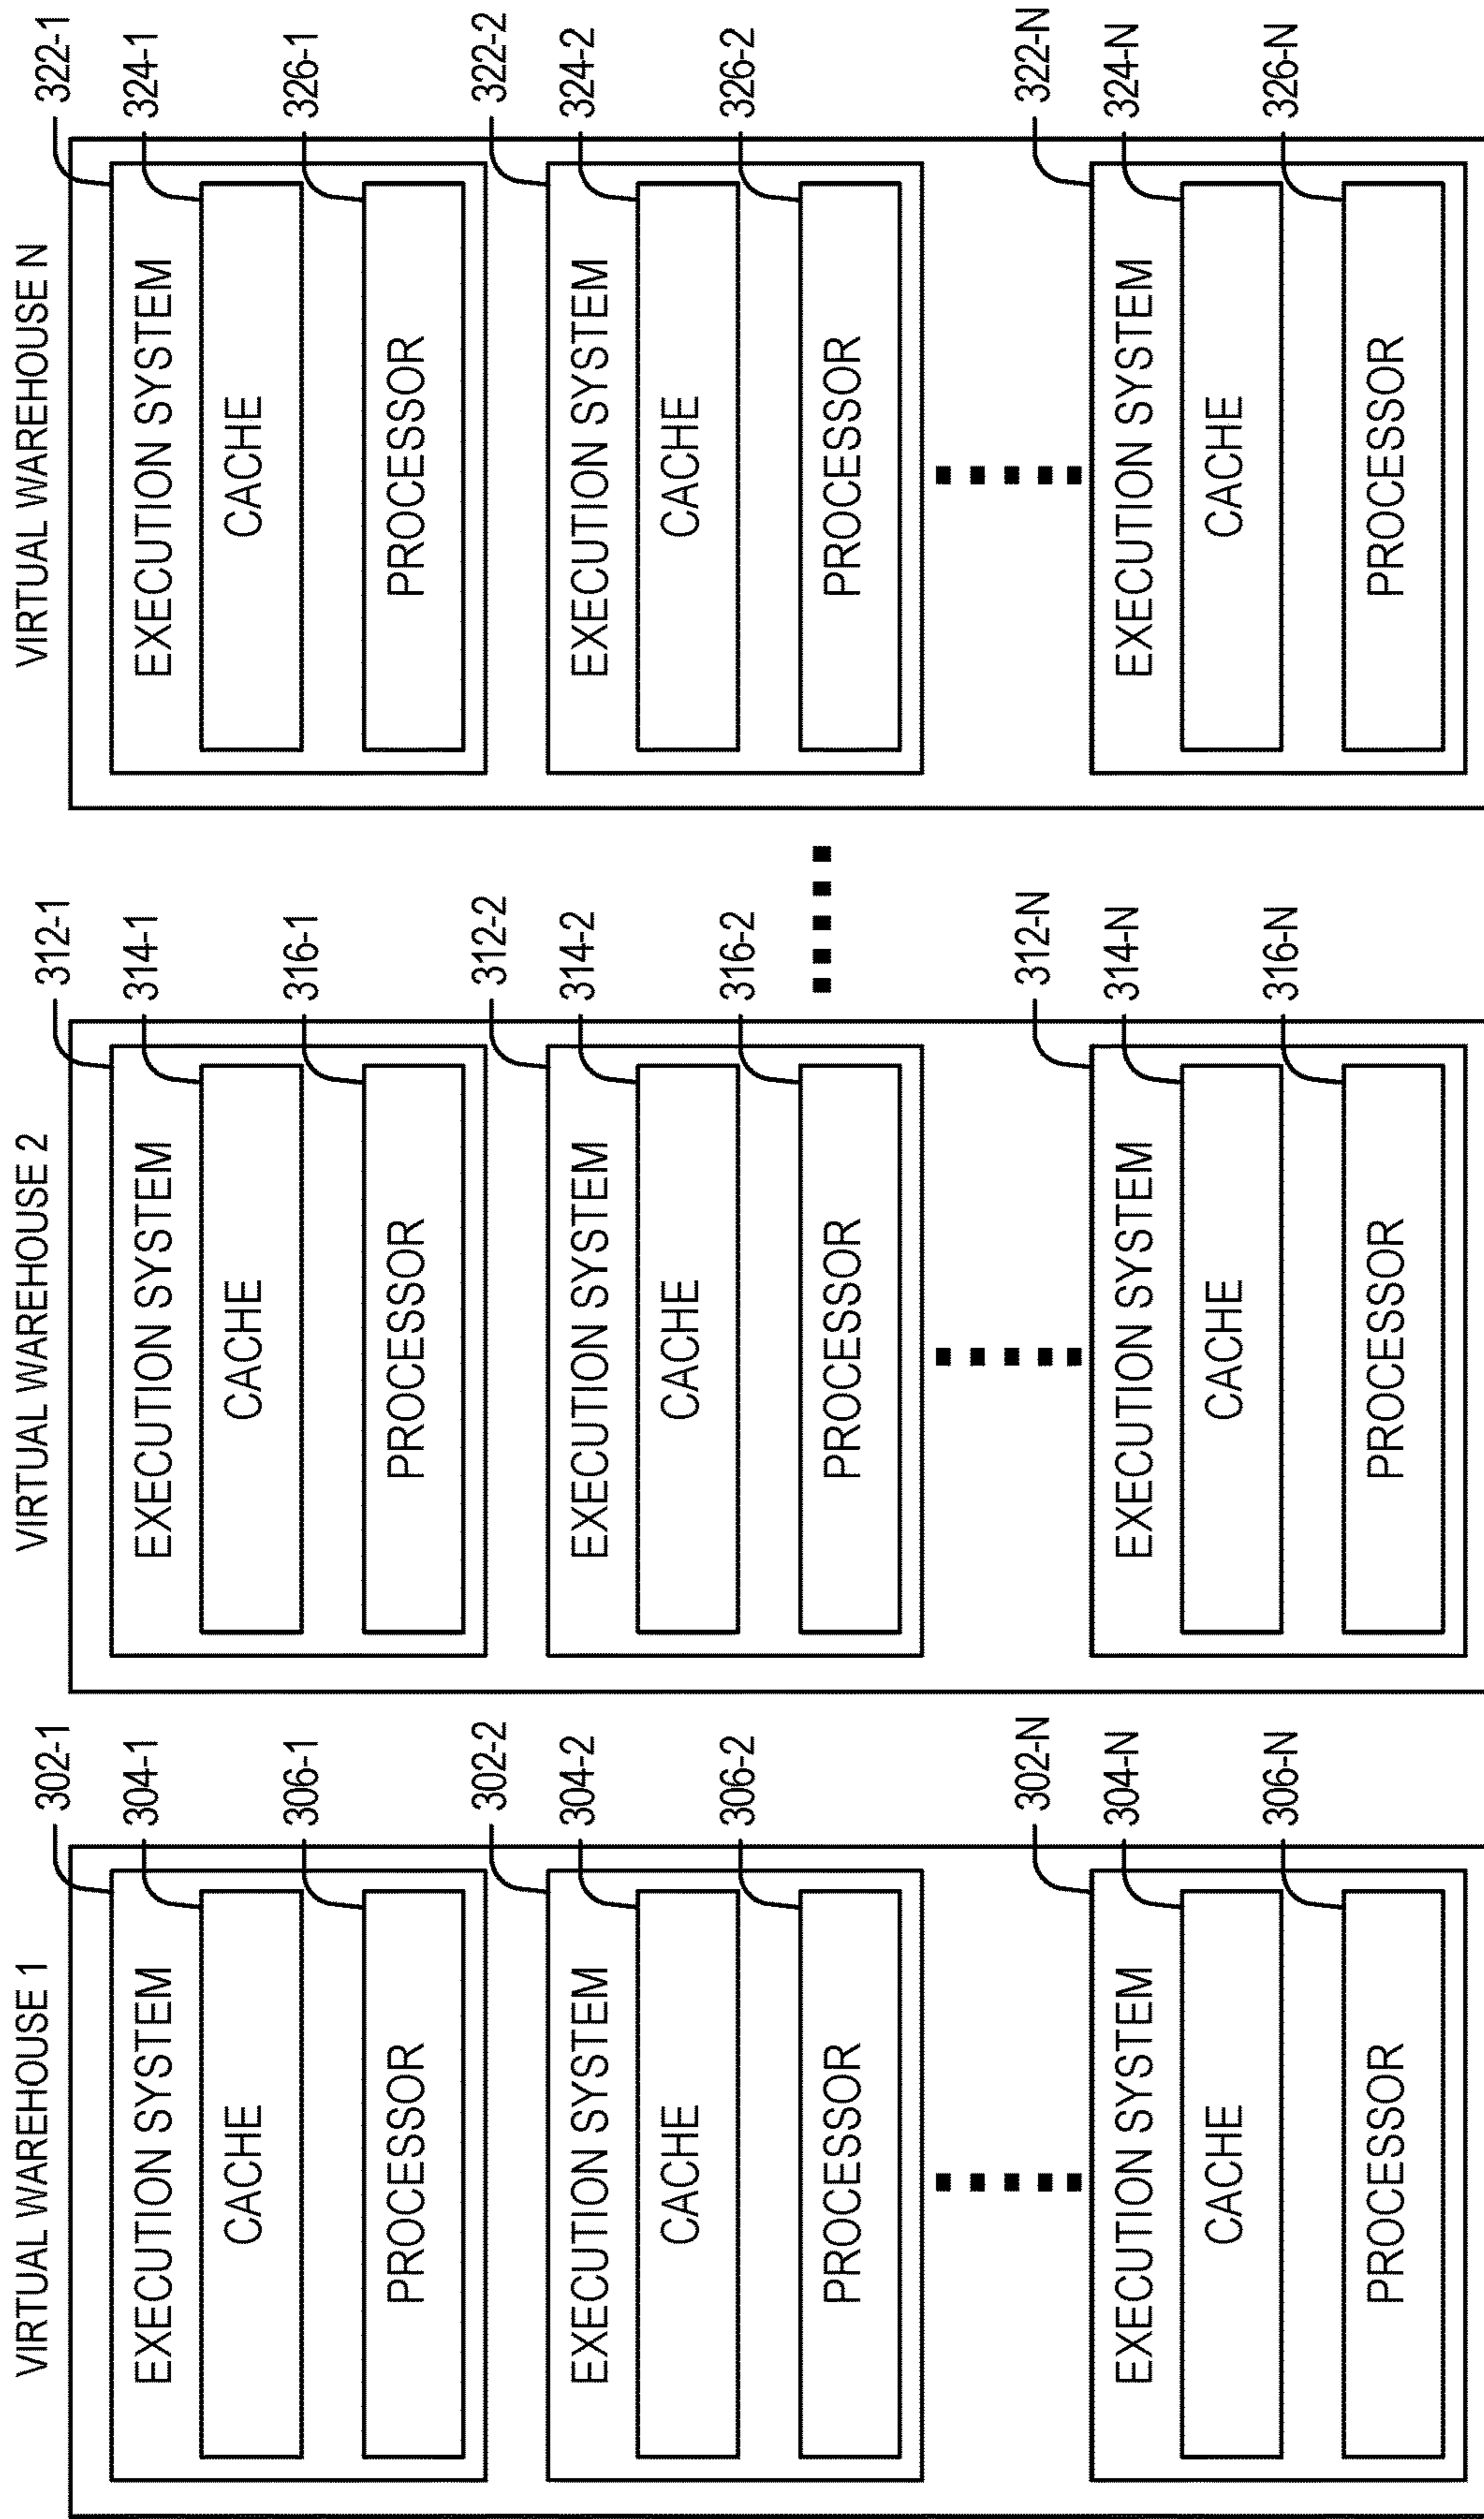 VIRTUAL WAREHOUSE 1
302-1
EXECUTION SYSTEM
304-1
CACHE
306-1
PROCESSOR
302-2
EXECUTION SYSTEM
304-2
CACHE
306-2
PROCESSOR
302-N
EXECUTION SYSTEM
304-N
CACHE
306-N
PROCESSOR
VIRTUAL WAREHOUSE 2
312-1
EXECUTION SYSTEM
314-1
CACHE
316-1
PROCESSOR
312-2
EXECUTION SYSTEM
314-2
CACHE
316-2
PROCESSOR
312-N
EXECUTION SYSTEM
314-N
CACHE
316-N
PROCESSOR
VIRTUAL WAREHOUSE N
322-1
EXECUTION SYSTEM
324-1
CACHE
326-1
PROCESSOR
322-2
EXECUTION SYSTEM
324-2
CACHE
326-2
PROCESSOR
322-N
EXECUTION SYSTEM
324-N
CACHE
326-N
PROCESSOR